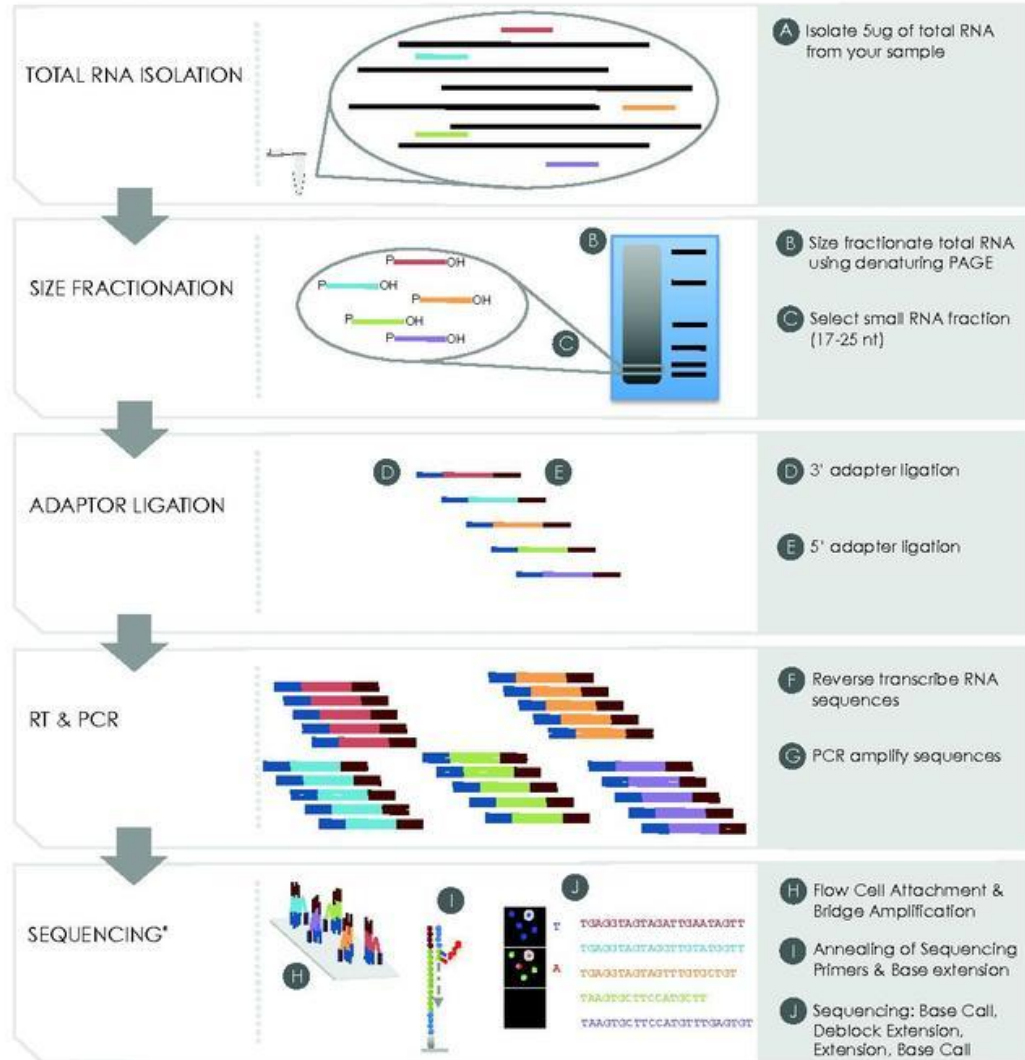 TOTAL RNA ISOLATION
A Isolate 5ug of total RNA
from your sample
SIZE FRACTIONATION
P OH
P OH
P OH
P OH
P OH
B
C
B Size fractionate total RNA
using denaturing PAGE
C Select small RNA fraction
(17-25 nt)
ADAPTOR LIGATION
D E
D 3' adapter ligation
E 5' adapter ligation
RT & PCR
F Reverse transcribe RNA
sequences
G PCR amplify sequences
SEQUENCING*
H
I
J
T
A
TGAGGTAGTAGATTGAATAGTT
TGAGGTAGTAGGTTGTATGGTT
TGAGGTAGTAGTTTGTGCTGT
TAAGTGCTTCCATGCTT
TAAGTGCTTCCATGTTTGAGTGT
H Flow Cell Attachment &
Bridge Amplification
I Annealing of Sequencing
Primers & Base extension
J Sequencing: Base Call,
Deblock Extension,
Extension, Base Call